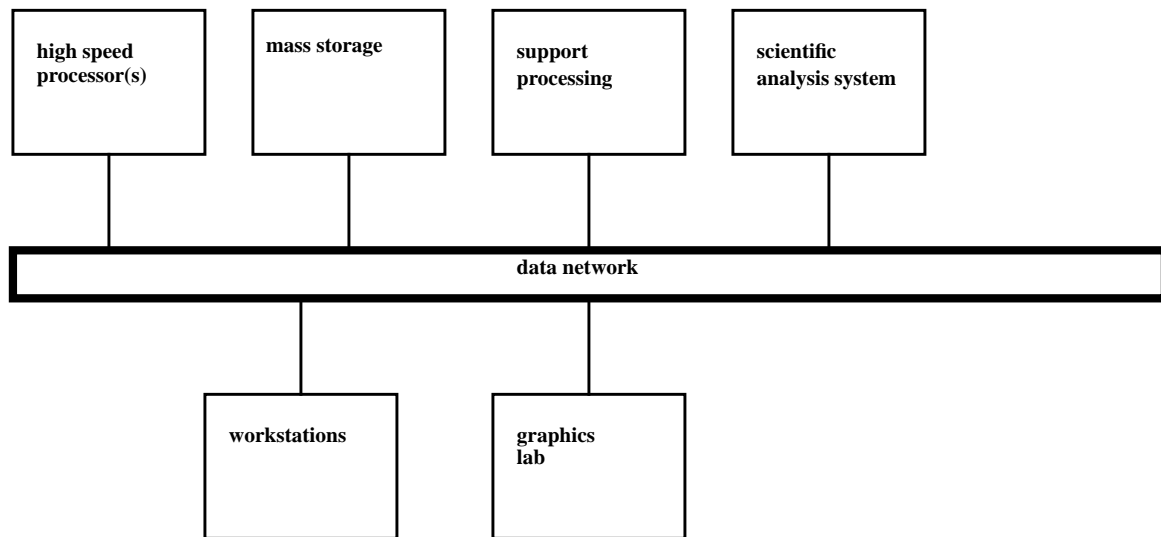 high speed
processor(s)
mass storage
support
processing
scientific
analysis system
data network
workstations
graphics
lab